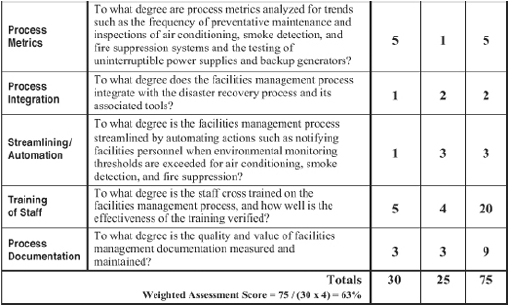 Process
Metrics
To what degree are process metrics analyzed for trends
such as the frequency of preventative maintenance and
inspections of air conditioning, smoke detection, and
fire suppression systems and the testing of
uninterruptible power supplies and backup generators?
5 1 5
Process
Integration
To what degree does the facilities management process
integrate with the disaster recovery process and its
associated tools?
1 2 2
Streamlining/
Automation
To what degree is the facilities management process
streamlined by automating actions such as notifying
facilities personnel when environmental monitoring
thresholds are exceeded for air conditioning, smoke
detection, and fire suppression?
1 3 3
Training
of Staff
To what degree is the staff cross trained on the
facilities management process, and how well is the
effectiveness of the training verified?
5 4 20
Process
Documentation
To what degree is the quality and value of facilities
management documentation measured and
maintained?
3 3 9
Totals 30 25 75
Weighted Assessment Score = 75 / (30 x 4) = 63%